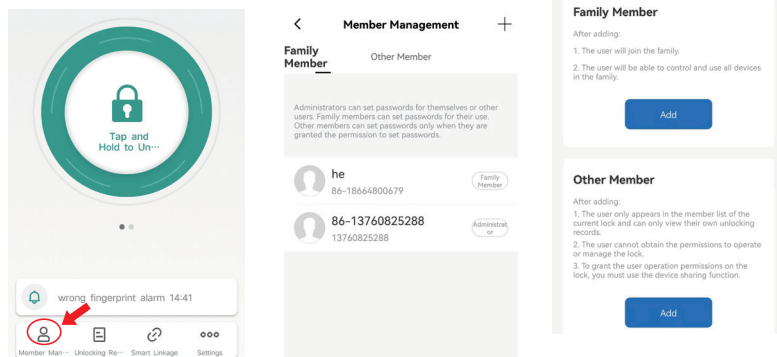 Tap and
Hold to Un···
wrong fingerprint alarm 14:41
Member Man··· Unlocking Re··· Smart Linkage Settings
Member Management
Family
Member
Other Member
Administrators can set passwords for themselves or other
users. Family members can set passwords for their use.
Other members can set passwords only when they are
granted the permission to set passwords.
he
86-18664800679
Family
Member
86-13760825288
13760825288
Administrat
or
Family Member
After adding:
1. The user will join the family.
2. The user will be able to control and use all devices
in the family.
Add
Other Member
After adding:
1. The user only appears in the member list of the
current lock and can only view their own unlocking
records.
2. The user cannot obtain the permissions to operate
or manage the lock.
3. To grant the user operation permissions on the
lock, you must use the device sharing function.
Add